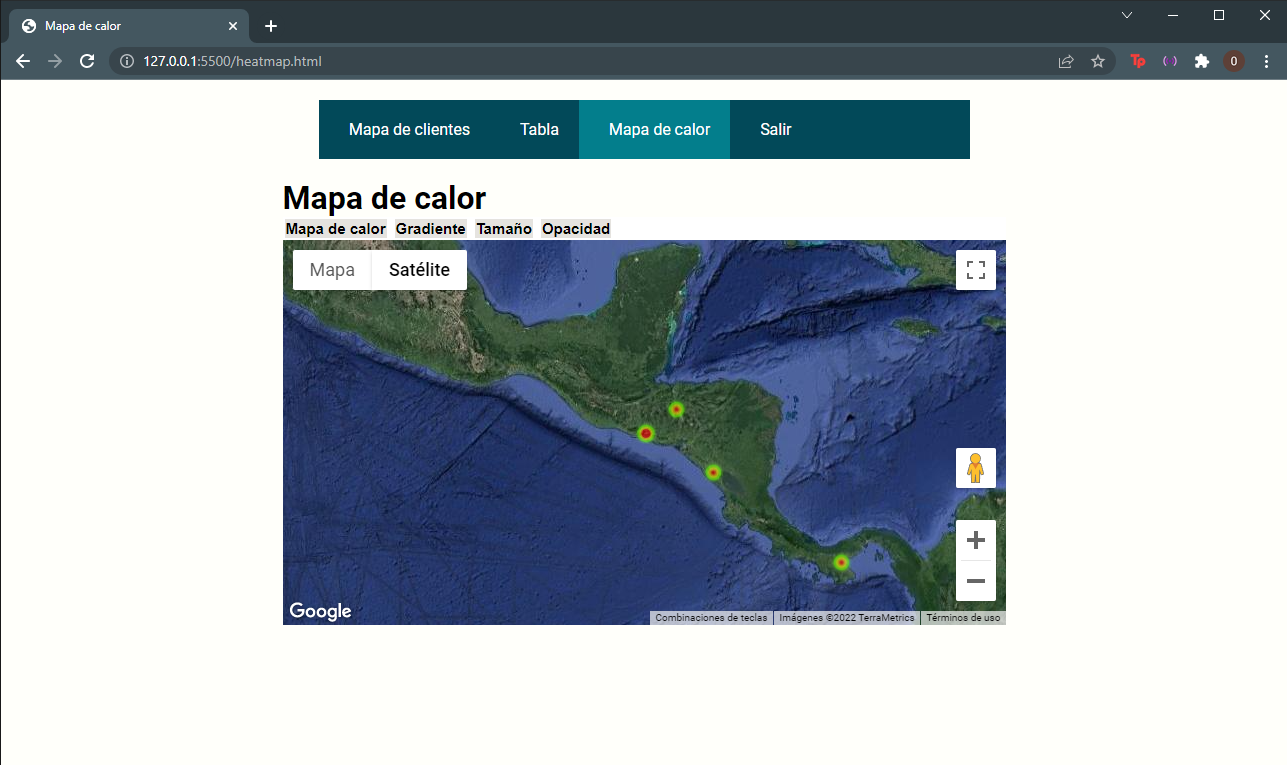 Mapa de calor
127.0.0.1:5500/heatmap.html
Tp
O
Mapa de clientes Tabla Mapa de calor Salir
Mapa de calor
Mapa de calor Gradiente Tamaño Opacidad
Mapa Satélite
Google
Combinaciones de teclas Imágenes ©2022 TerraMetrics Términos de uso